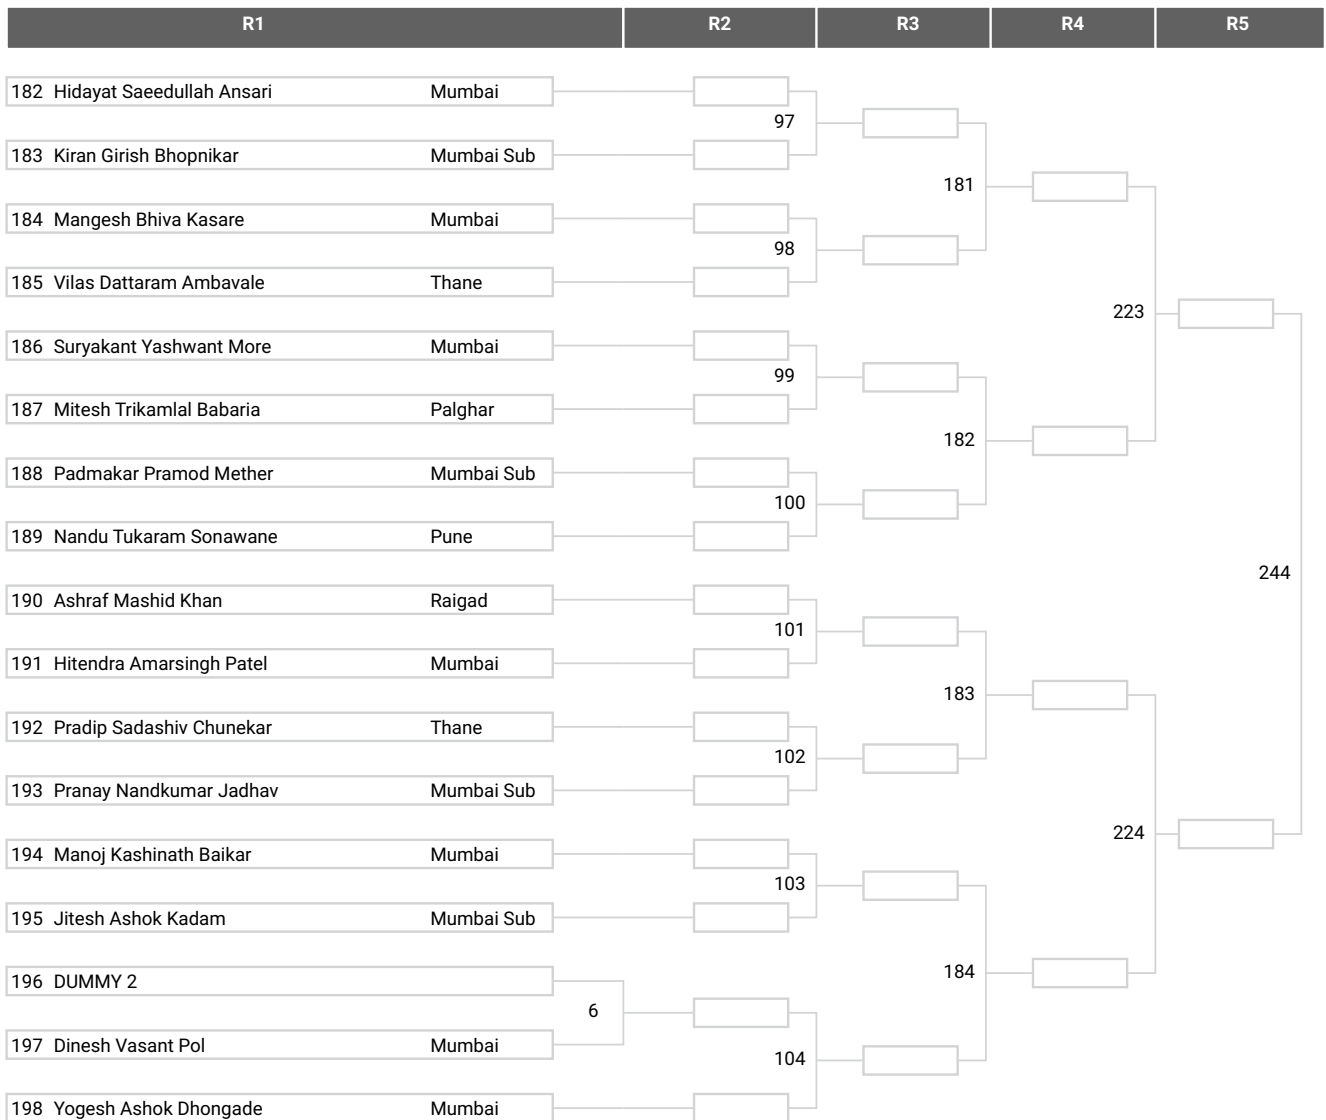 R1 R2 R3 R4 R5
182 Hidayat Saeedullah Ansari Mumbai
97
183 Kiran Girish Bhopnikar Mumbai Sub
181
184 Mangesh Bhiva Kasare Mumbai
98
185 Vilas Dattaram Ambavale Thane
223
186 Suryakant Yashwant More Mumbai
99
187 Mitesh Trikamlal Babaria Palghar
182
188 Padmakar Pramod Mether Mumbai Sub
100
189 Nandu Tukaram Sonawane Pune
244
190 Ashraf Mashid Khan Raigad
101
191 Hitendra Amarsingh Patel Mumbai
183
192 Pradip Sadashiv Chunekar Thane
102
193 Pranay Nandkumar Jadhav Mumbai Sub
224
194 Manoj Kashinath Baikar Mumbai
103
195 Jitesh Ashok Kadam Mumbai Sub
184
196 DUMMY 2
6
197 Dinesh Vasant Pol Mumbai
104
198 Yogesh Ashok Dhongade Mumbai